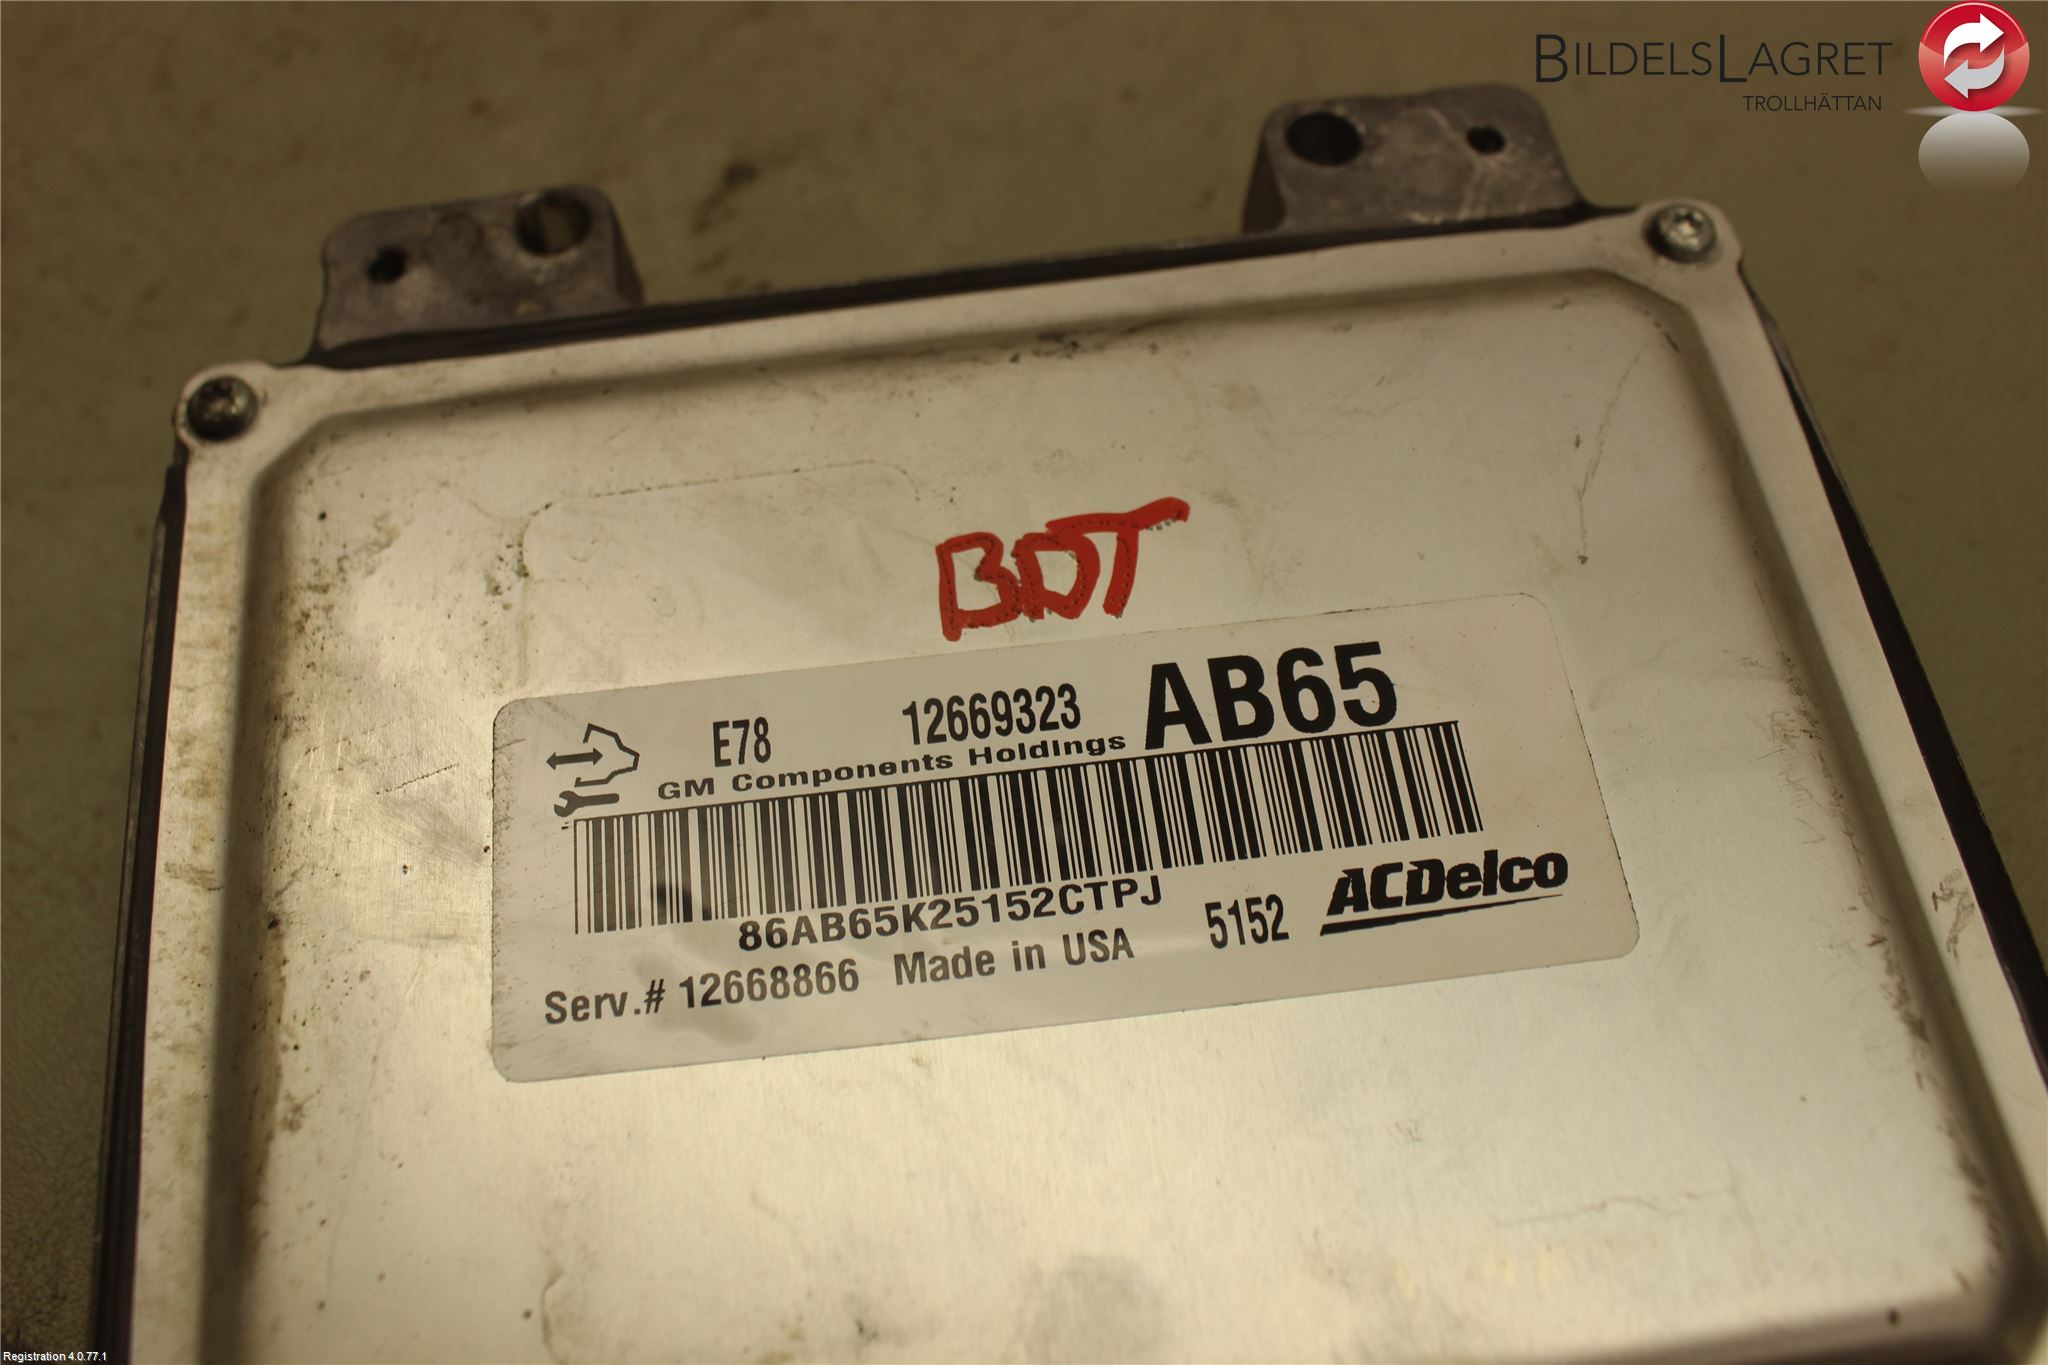 BILDELSLAGRET
TROLLHÄTTAN
BDT
E78 12669323 AB65
GM Components Holdings
86AB65K25152CTPJ 5152 ACDelco
Serv.# 12668866 Made in USA
Registration 4.0.77.1